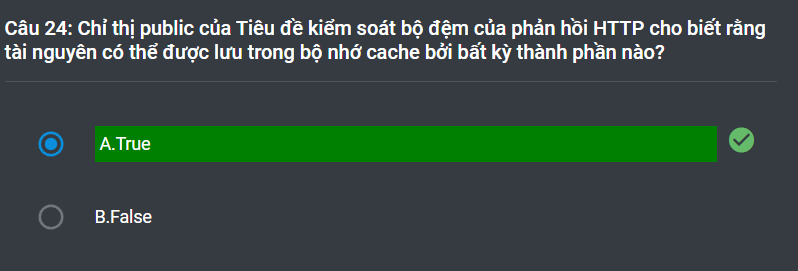 Câu 24: Chỉ thị public của Tiêu đề kiểm soát bộ đệm của phản hồi HTTP cho biết rằng
tài nguyên có thể được lưu trong bộ nhớ cache bởi bất kỳ thành phần nào?
A.True
B.False